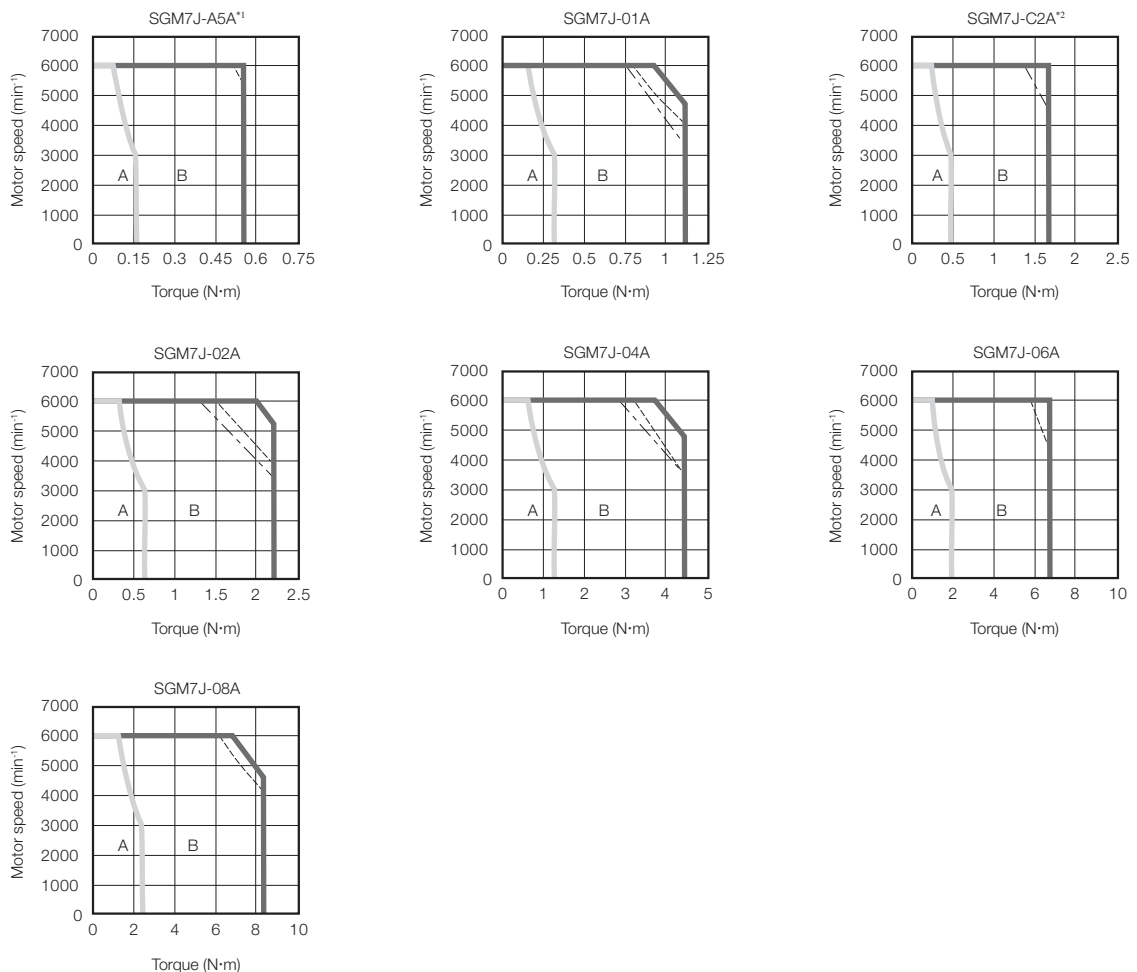 SGM7J-A5A*1
7000
6000
5000
4000
3000
2000
1000
0
Motor speed (min-1)
A B
0 0.15 0.3 0.45 0.6 0.75
Torque (N•m)
SGM7J-01A
7000
6000
5000
4000
3000
2000
1000
0
Motor speed (min-1)
A B
0 0.25 0.5 0.75 1 1.25
Torque (N•m)
SGM7J-C2A*2
7000
6000
5000
4000
3000
2000
1000
0
Motor speed (min-1)
A B
0 0.5 1 1.5 2 2.5
Torque (N•m)
SGM7J-02A
7000
6000
5000
4000
3000
2000
1000
0
Motor speed (min-1)
A B
0 0.5 1 1.5 2 2.5
Torque (N•m)
SGM7J-04A
7000
6000
5000
4000
3000
2000
1000
0
Motor speed (min-1)
A B
0 1 2 3 4 5
Torque (N•m)
SGM7J-06A
7000
6000
5000
4000
3000
2000
1000
0
Motor speed (min-1)
A B
0 2 4 6 8 10
Torque (N•m)
SGM7J-08A
7000
6000
5000
4000
3000
2000
1000
0
Motor speed (min-1)
A B
0 2 4 6 8 10
Torque (N•m)